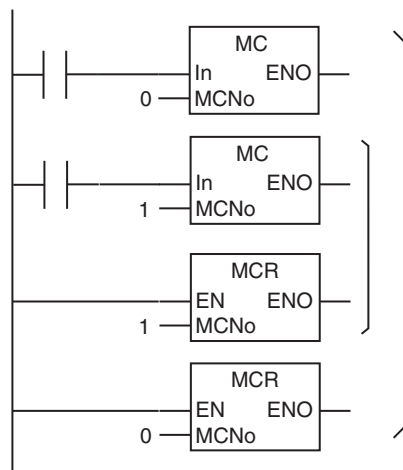 MC
In ENO
0 MCNo
MC
In ENO
1 MCNo
MCR
EN ENO
1 MCNo
MCR
EN ENO
0 MCNo